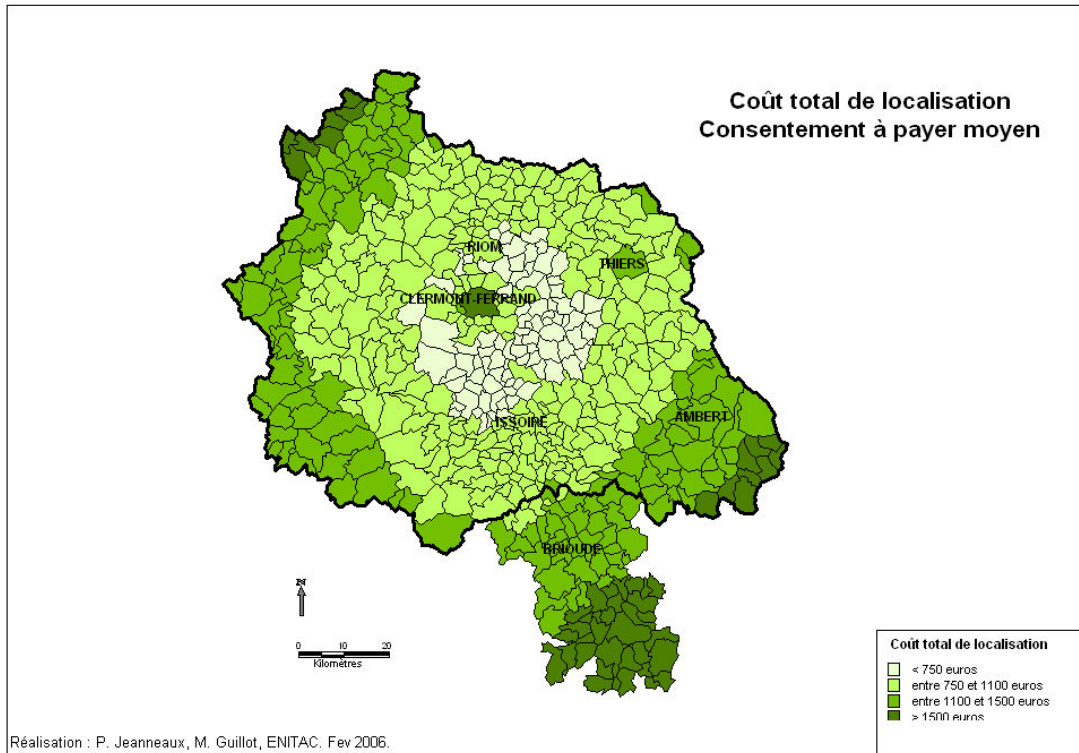 Coût total de localisation
Consentement à payer moyen
RIOM
THIERS
CLERMONT-FERRAND
ISSOIRE
AMBERT
BRIOUDE
N
0 10 20
Kilomètres
Coût total de localisation
< 750 euros
entre 750 et 1100 euros
entre 1100 et 1500 euros
> 1500 euros
Réalisation : P. Jeanneaux, M. Guillot, ENITAC. Fev 2006.